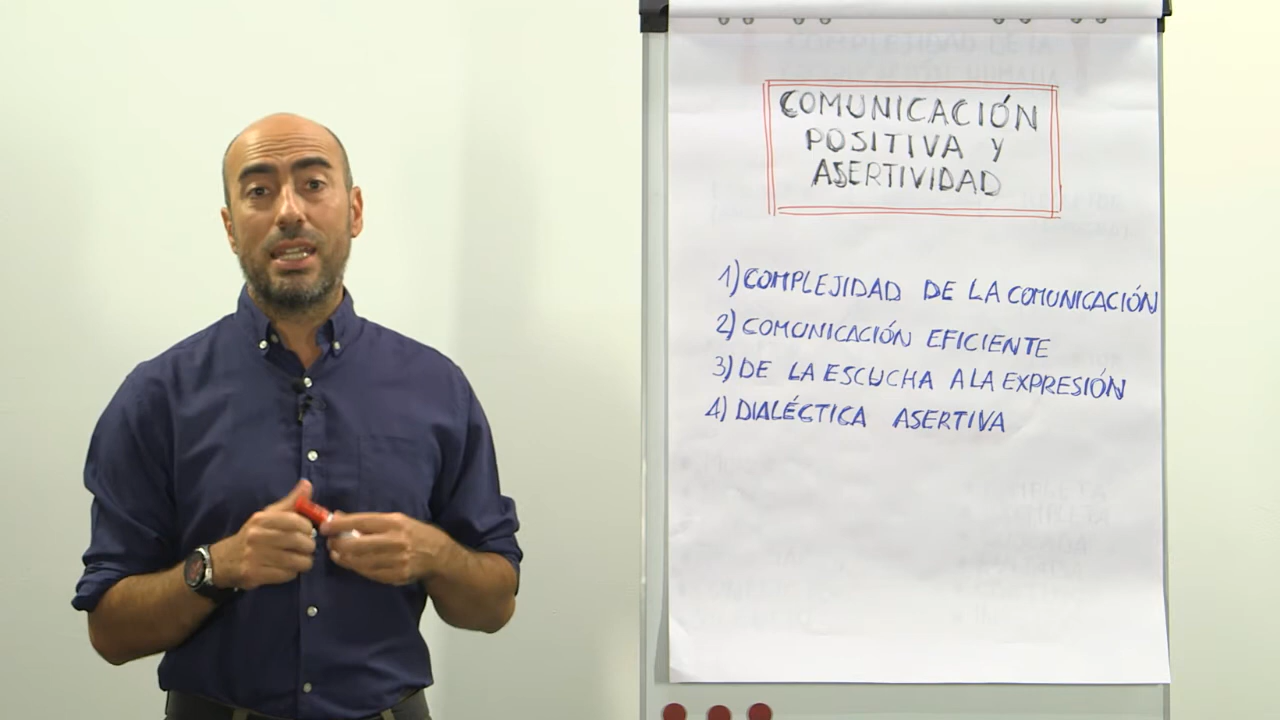 COMUNICACIÓN
POSITIVA Y
ASERTIVIDAD
1) COMPLEJIDAD DE LA COMUNICACIÓN
2) COMUNICACIÓN EFICIENTE
3) DE LA ESCUCHA A LA EXPRESIÓN
4) DIALÉCTICA ASERTIVA